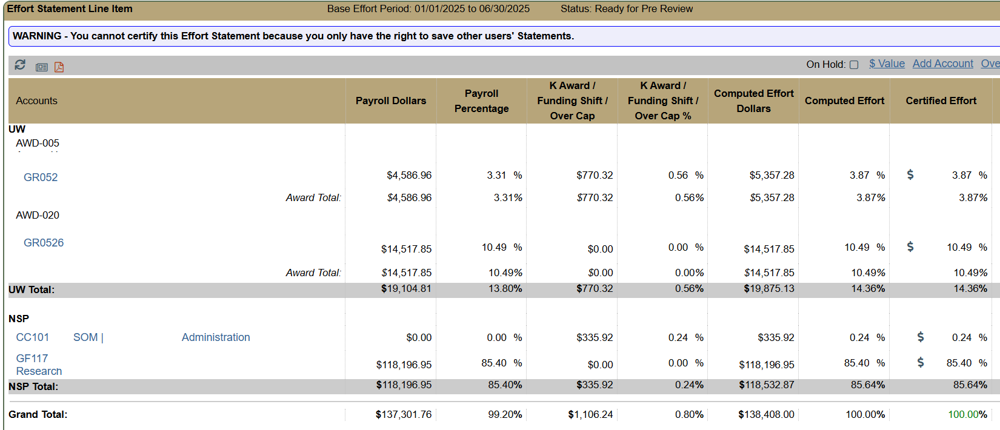 Effort Statement Line Item Base Effort Period: 01/01/2025 to 06/30/2025 Status: Ready for Pre Review
WARNING - You cannot certify this Effort Statement because you only have the right to save other users' Statements.
On Hold: $ Value Add Account Ove
Accounts Payroll Dollars Payroll Percentage K Award / Funding Shift / Over Cap K Award / Funding Shift / Over Cap % Computed Effort Dollars Computed Effort Certified Effort
UW
AWD-005
GR052 $4,586.96 3.31 % $770.32 0.56 % $5,357.28 3.87 % $ 3.87 %
Award Total: $4,586.96 3.31% $770.32 0.56% $5,357.28 3.87% 3.87%
AWD-020
GR0526 $14,517.85 10.49 % $0.00 0.00 % $14,517.85 10.49 % $ 10.49 %
Award Total: $14,517.85 10.49% $0.00 0.00% $14,517.85 10.49% 10.49%
UW Total: $19,104.81 13.80% $770.32 0.56% $19,875.13 14.36% 14.36%
NSP
CC101 SOM | Administration $0.00 0.00 % $335.92 0.24 % $335.92 0.24 % $ 0.24 %
GF117
Research $118,196.95 85.40 % $0.00 0.00 % $118,196.95 85.40 % $ 85.40 %
NSP Total: $118,196.95 85.40% $335.92 0.24% $118,532.87 85.64% 85.64%
Grand Total: $137,301.76 99.20% $1,106.24 0.80% $138,408.00 100.00% 100.00%